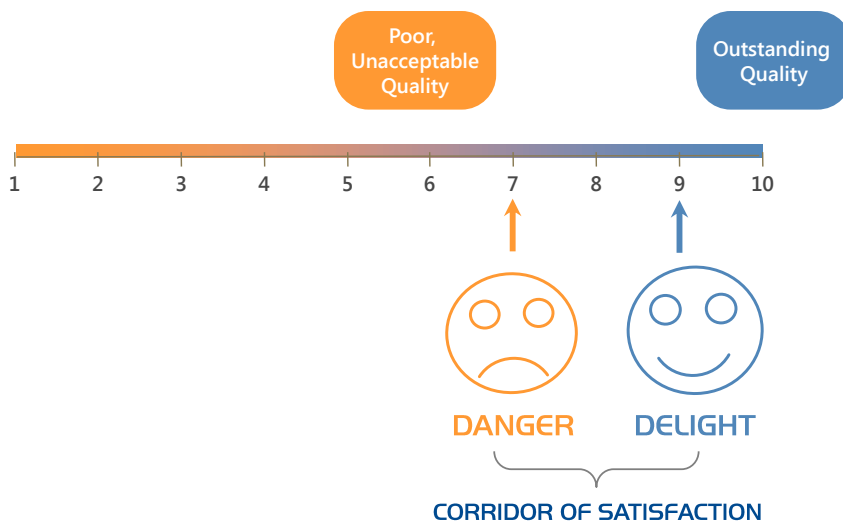 Poor,
Unacceptable
Quality
Outstanding
Quality
1 2 3 4 5 6 7 8 9 10
DANGER DELIGHT
CORRIDOR OF SATISFACTION